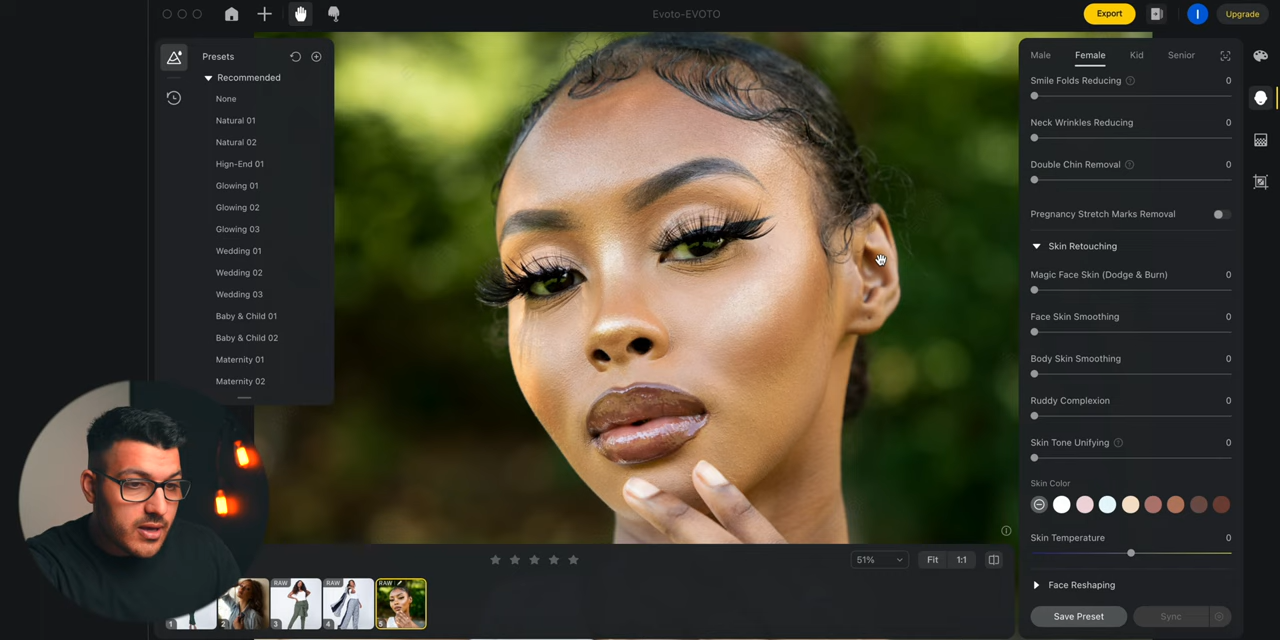 Evoto-EVOTO
Export
I
Upgrade
Presets
Recommended
None
Natural 01
Natural 02
Hign-End 01
Glowing 01
Glowing 02
Glowing 03
Wedding 01
Wedding 02
Wedding 03
Baby & Child 01
Baby & Child 02
Maternity 01
Maternity 02
Male Female Kid Senior
Smile Folds Reducing ? 0
Neck Wrinkles Reducing 0
Double Chin Removal ? 0
Pregnancy Stretch Marks Removal
Skin Retouching
Magic Face Skin (Dodge & Burn) 0
Face Skin Smoothing 0
Body Skin Smoothing 0
Ruddy Complexion 0
Skin Tone Unifying ? 0
Skin Color
Skin Temperature 0
Face Reshaping
Save Preset Sync
51% Fit 1:1
RAW RAW RAW
1 2 3 4 5